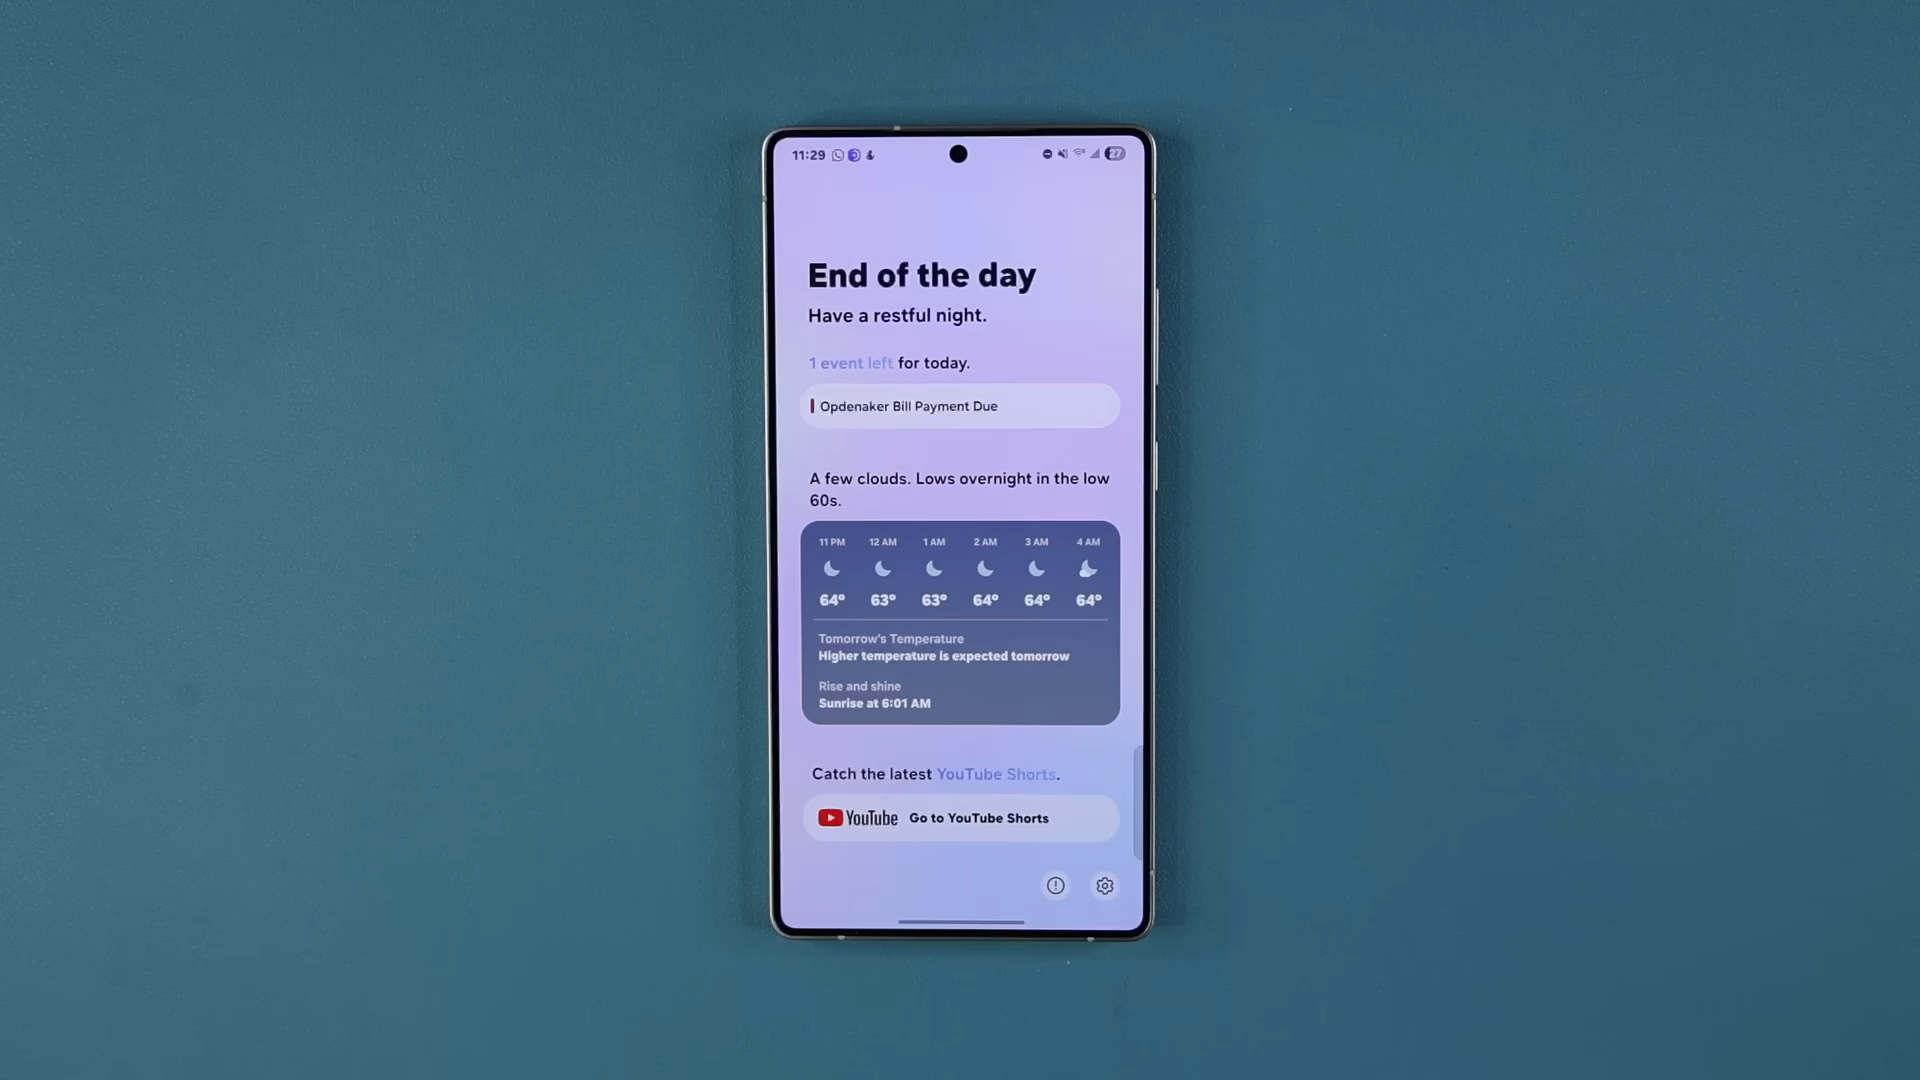 11:29
27
End of the day
Have a restful night.
1 event left for today.
Opdenaker Bill Payment Due
A few clouds. Lows overnight in the low
60s.
11 PM 12 AM 1 AM 2 AM 3 AM 4 AM
64° 63° 63° 64° 64° 64°
Tomorrow's Temperature
Higher temperature is expected tomorrow
Rise and shine
Sunrise at 6:01 AM
Catch the latest YouTube Shorts.
YouTube Go to YouTube Shorts